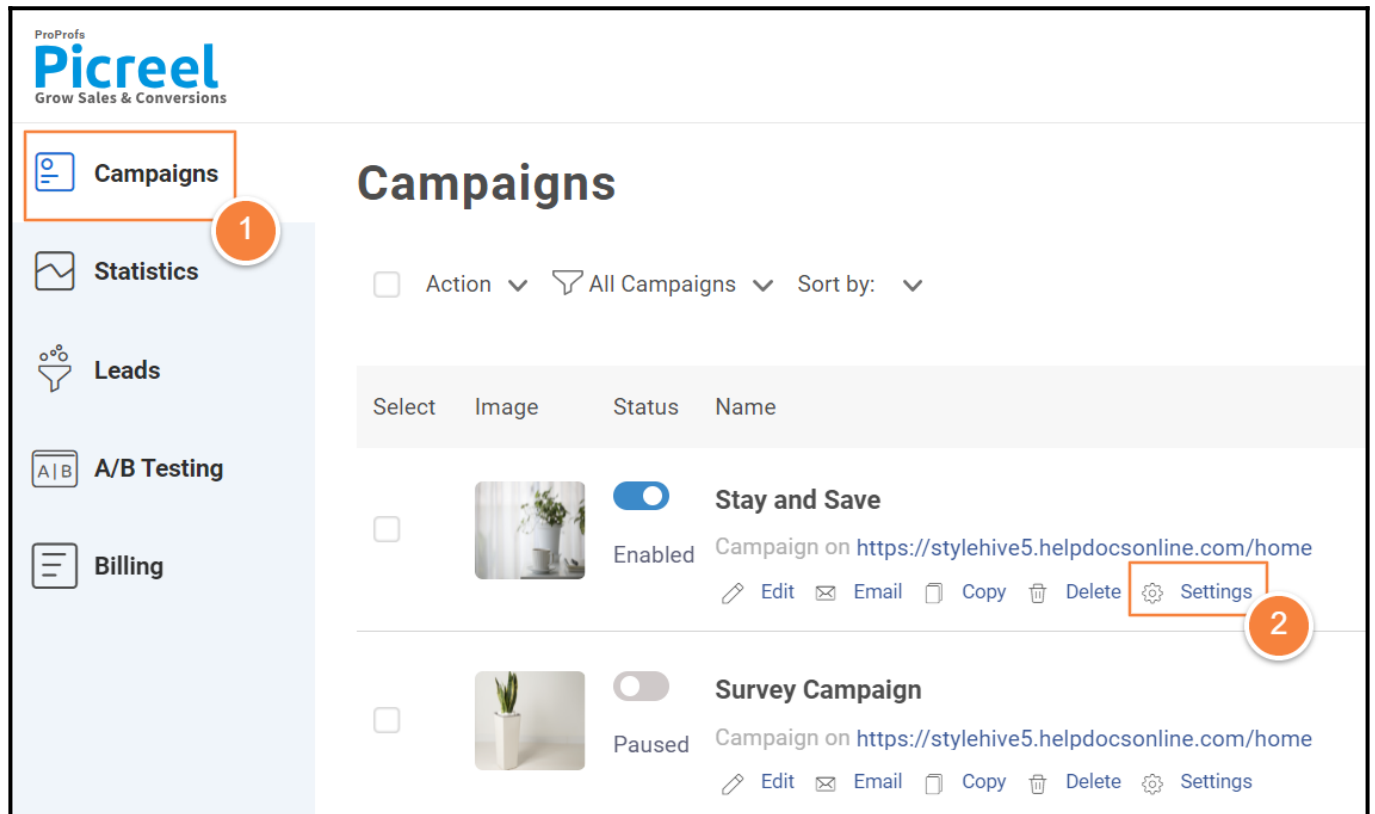 ProProfs
Picreel
Grow Sales & Conversions
Campaigns
1
Statistics
Leads
A|B A/B Testing
Billing
Campaigns
Action All Campaigns Sort by:
Select Image Status Name
Stay and Save
Enabled Campaign on https://stylehive5.helpdocsonline.com/home
Edit Email Copy Delete Settings
2
Survey Campaign
Paused Campaign on https://stylehive5.helpdocsonline.com/home
Edit Email Copy Delete Settings